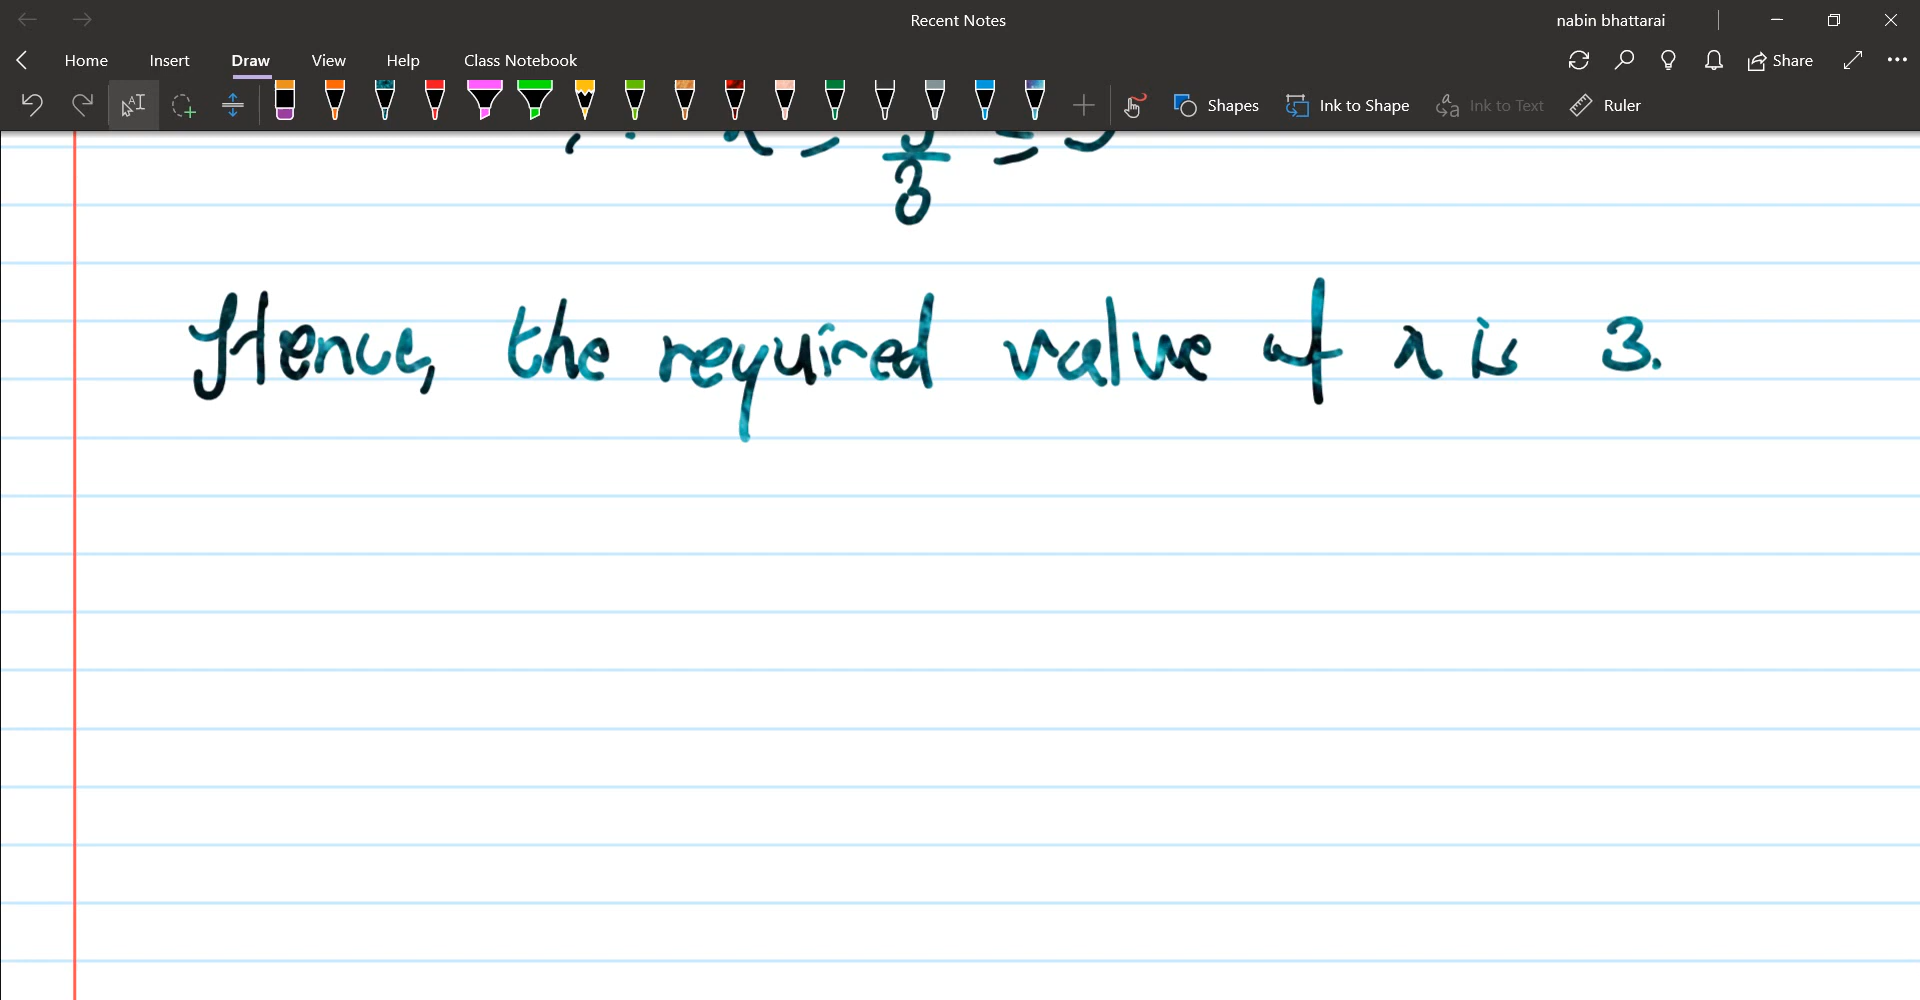 Recent Notes
nabin bhattarai
Home Insert Draw View Help Class Notebook
Share
Shapes Ink to Shape Ink to Text Ruler
3
Hence, the required value of x is 3.